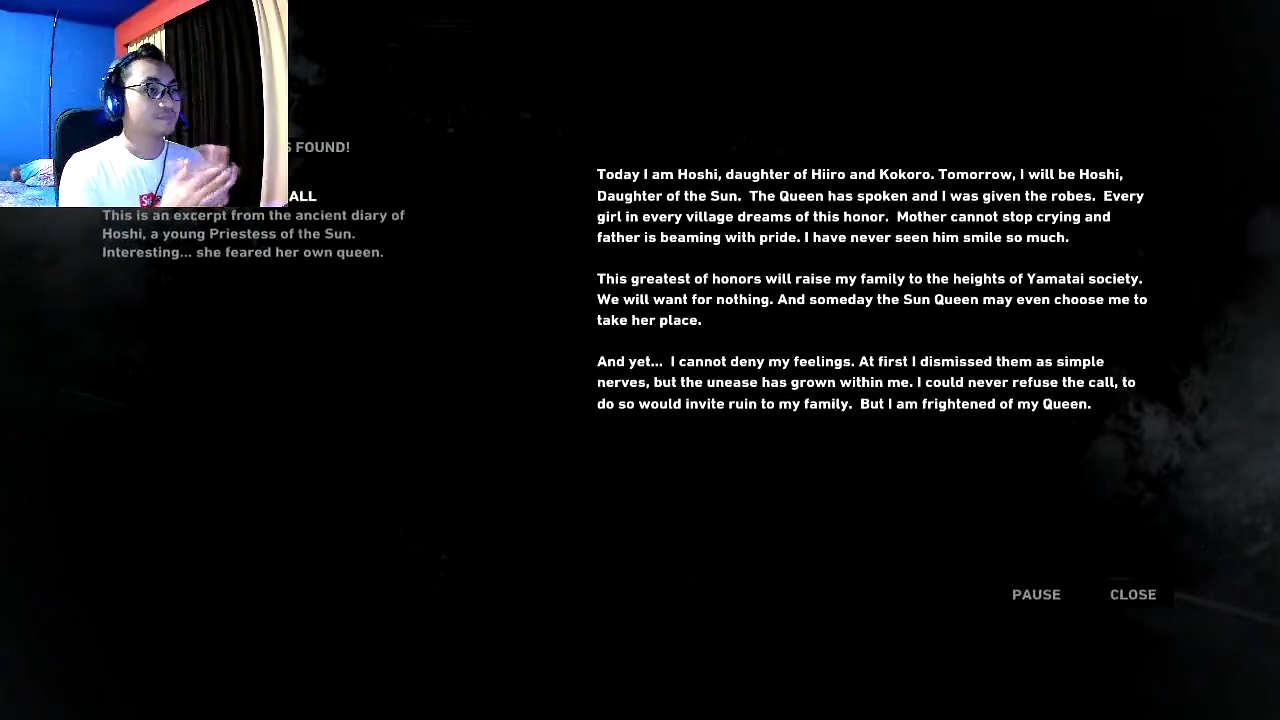 S FOUND!
ALL
This is an excerpt from the ancient diary of
Hoshi, a young Priestess of the Sun.
Interesting... she feared her own queen.
Today I am Hoshi, daughter of Hiiro and Kokoro. Tomorrow, I will be Hoshi,
Daughter of the Sun.  The Queen has spoken and I was given the robes.  Every
girl in every village dreams of this honor.  Mother cannot stop crying and
father is beaming with pride. I have never seen him smile so much.
This greatest of honors will raise my family to the heights of Yamatai society.
We will want for nothing. And someday the Sun Queen may even choose me to
take her place.
And yet...  I cannot deny my feelings. At first I dismissed them as simple
nerves, but the unease has grown within me. I could never refuse the call, to
do so would invite ruin to my family.  But I am frightened of my Queen.
PAUSE
CLOSE